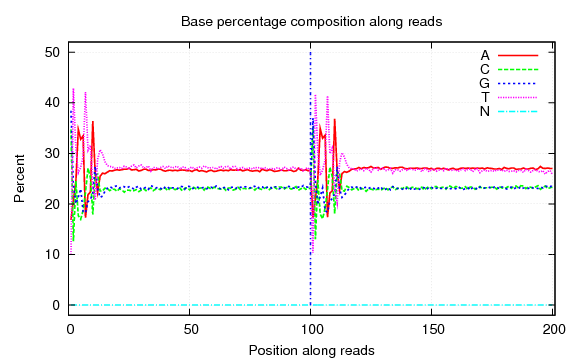 Base percentage composition along reads
50
40
30
20
10
0
Percent
A
C
G
T
N
0
50
100
150
200
Position along reads